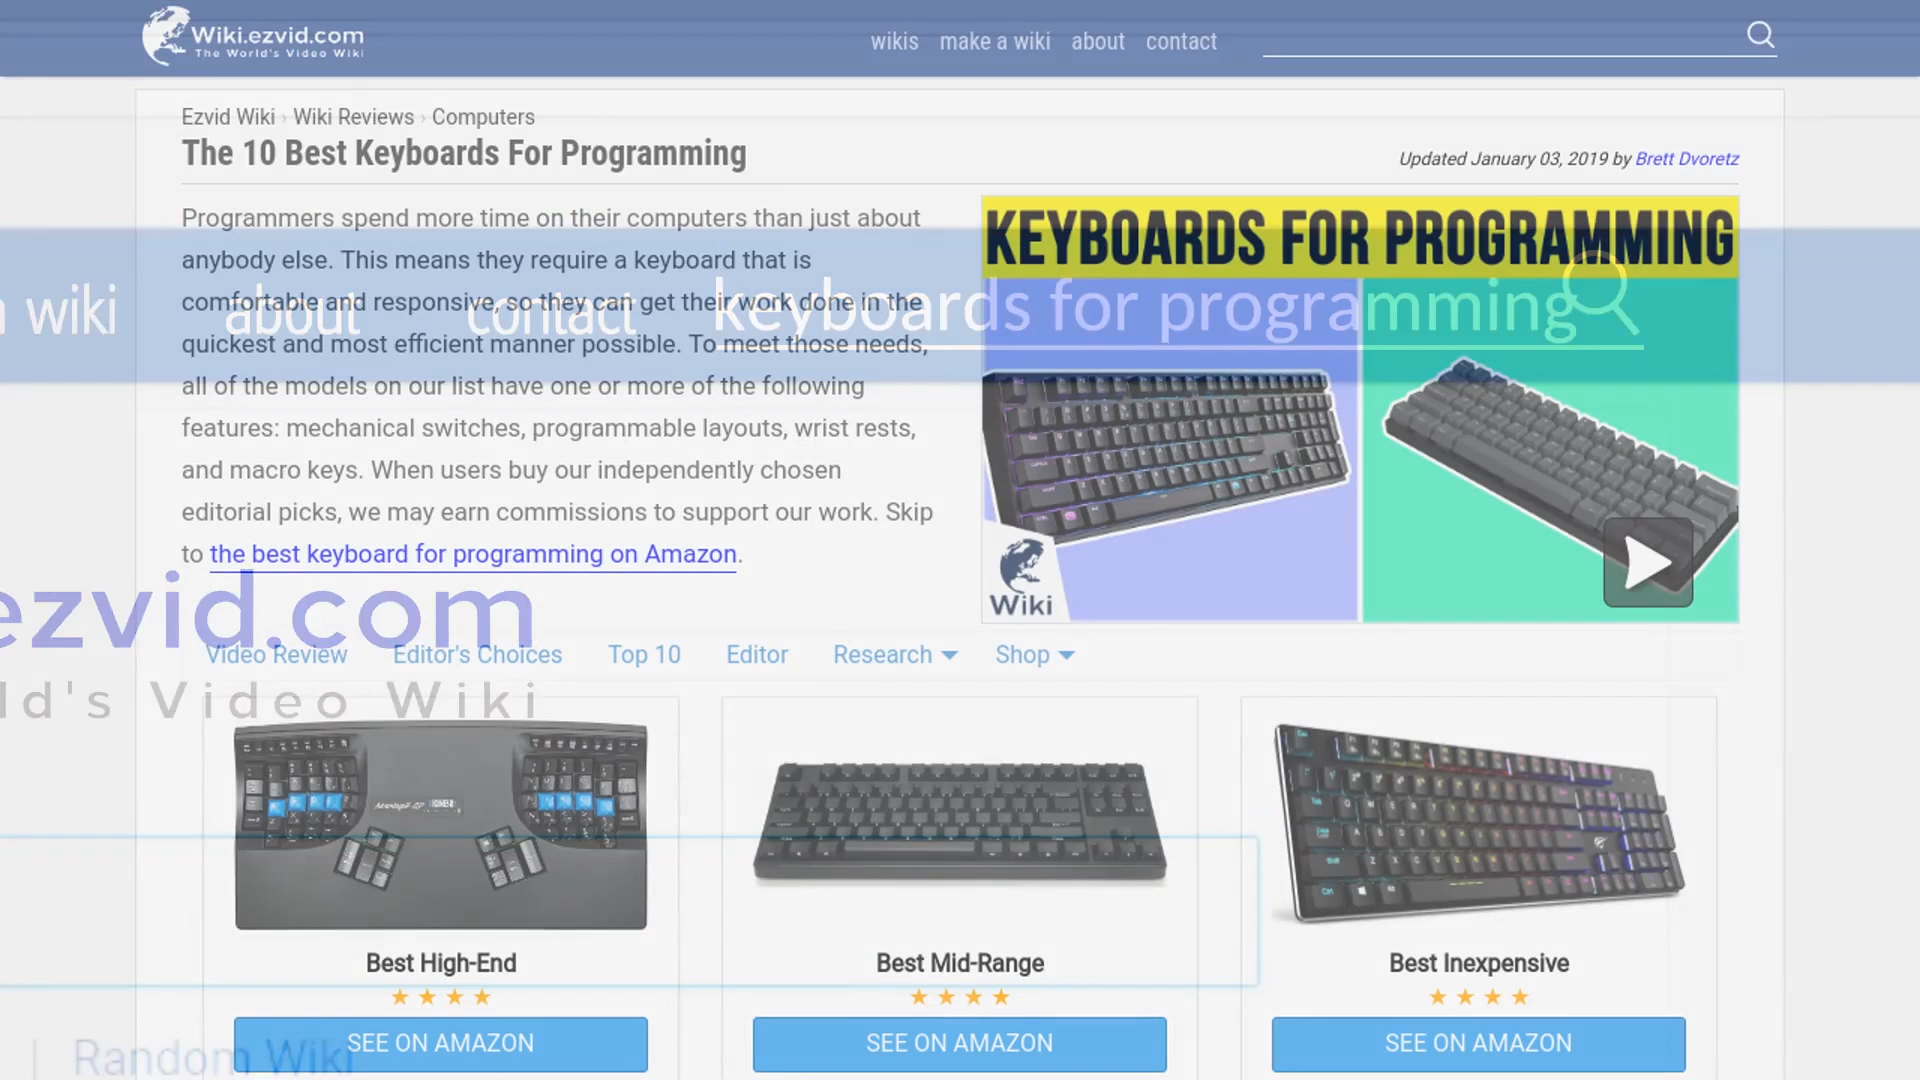 Wiki.ezvid.com
The World's Video Wiki
wikis make a wiki about contact
Ezvid Wiki › Wiki Reviews › Computers
The 10 Best Keyboards For Programming
Updated January 03, 2019 by Brett Dvoretz
Programmers spend more time on their computers than just about
anybody else. This means they require a keyboard that is
comfortable and responsive, so they can get their work done in the
quickest and most efficient manner possible. To meet those needs,
all of the models on our list have one or more of the following
features: mechanical switches, programmable layouts, wrist rests,
and macro keys. When users buy our independently chosen
editorial picks, we may earn commissions to support our work. Skip
to the best keyboard for programming on Amazon.
KEYBOARDS FOR PROGRAMMING
Wiki
wiki about contact keyboards for programming
ezvid.com
ld's Video Wiki
Video Review Editor's Choices Top 10 Editor Research Shop
Best High-End
Best Mid-Range
Best Inexpensive
SEE ON AMAZON
SEE ON AMAZON
SEE ON AMAZON
Random Wiki